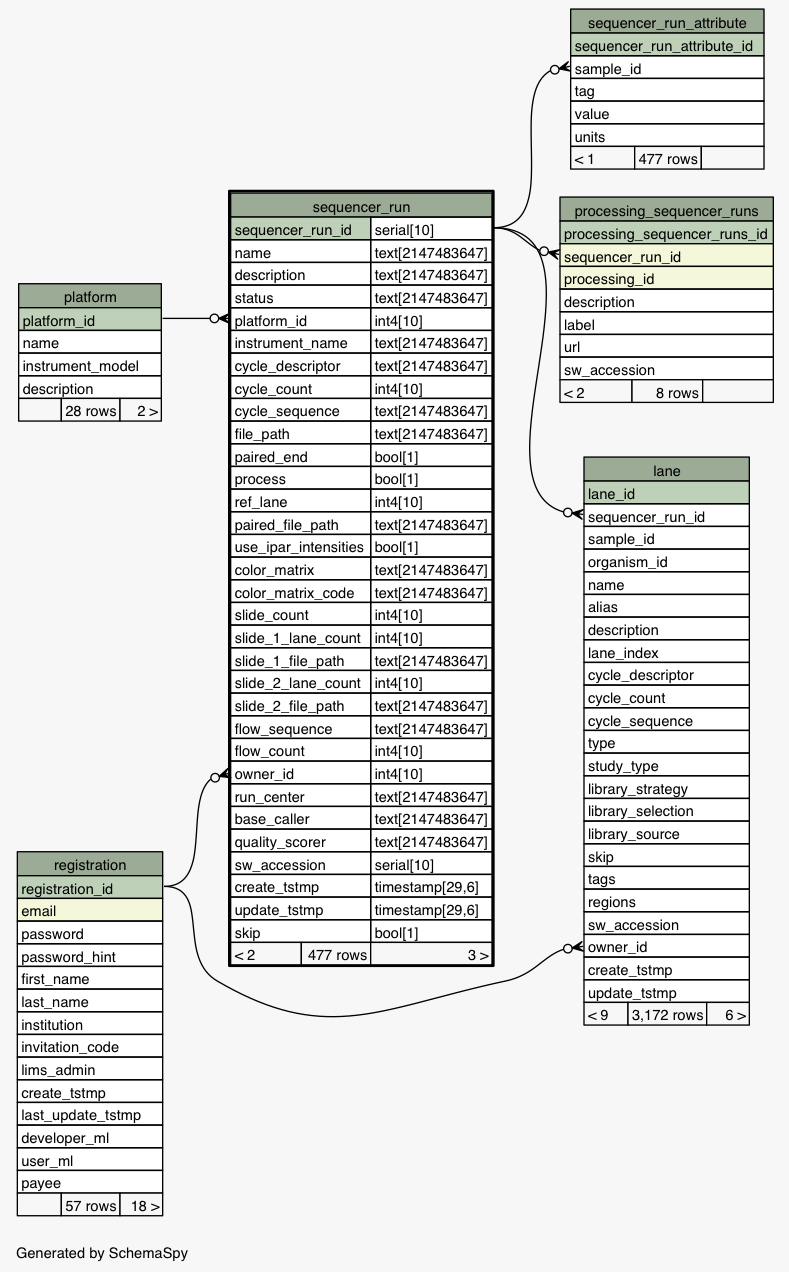 sequencer_run_attribute
sequencer_run_attribute_id
sample_id
tag
value
units
< 1 477 rows
sequencer_run
sequencer_run_id serial[10]
name text[2147483647]
description text[2147483647]
status text[2147483647]
platform_id int4[10]
instrument_name text[2147483647]
cycle_descriptor text[2147483647]
cycle_count int4[10]
cycle_sequence text[2147483647]
file_path text[2147483647]
paired_end bool[1]
process bool[1]
ref_lane int4[10]
paired_file_path text[2147483647]
use_ipar_intensities bool[1]
color_matrix text[2147483647]
color_matrix_code text[2147483647]
slide_count int4[10]
slide_1_lane_count int4[10]
slide_1_file_path text[2147483647]
slide_2_lane_count int4[10]
slide_2_file_path text[2147483647]
flow_sequence text[2147483647]
flow_count int4[10]
owner_id int4[10]
run_center text[2147483647]
base_caller text[2147483647]
quality_scorer text[2147483647]
sw_accession serial[10]
create_tstmp timestamp[29,6]
update_tstmp timestamp[29,6]
skip bool[1]
< 2 477 rows 3 >
processing_sequencer_runs
processing_sequencer_runs_id
sequencer_run_id
processing_id
description
label
url
sw_accession
< 2 8 rows
platform
platform_id
name
instrument_model
description
28 rows 2 >
lane
lane_id
sequencer_run_id
sample_id
organism_id
name
alias
description
lane_index
cycle_descriptor
cycle_count
cycle_sequence
type
study_type
library_strategy
library_selection
library_source
skip
tags
regions
sw_accession
owner_id
create_tstmp
update_tstmp
< 9 3,172 rows 6 >
registration
registration_id
email
password
password_hint
first_name
last_name
institution
invitation_code
lims_admin
create_tstmp
last_update_tstmp
developer_ml
user_ml
payee
57 rows 18 >
Generated by SchemaSpy